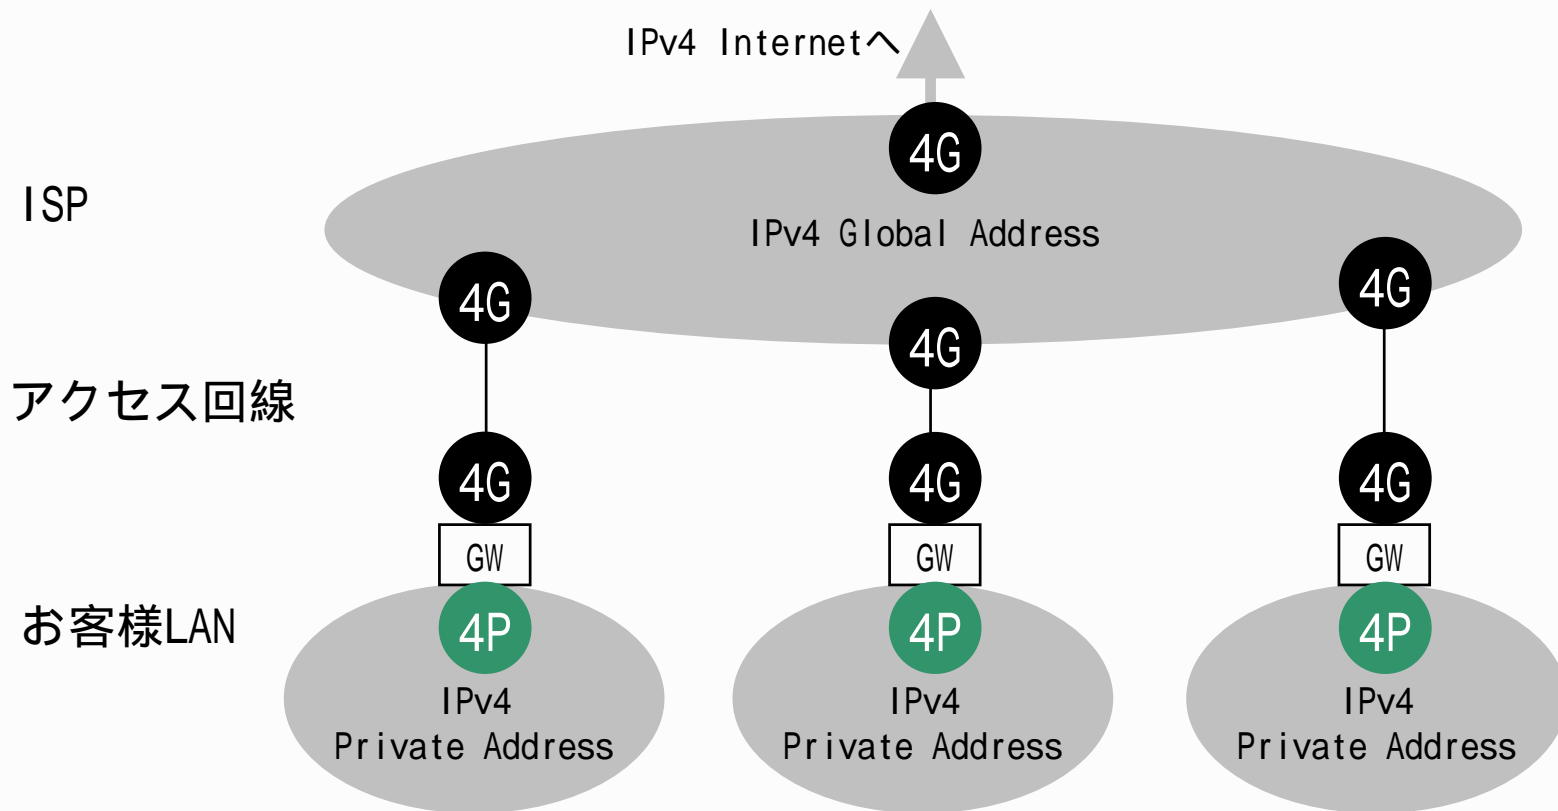 IPv4 Internetへ
4G
ISP
IPv4 Global Address
4G
4G
4G
アクセス回線
4G
4G
4G
GW
GW
GW
お客様LAN
4P
4P
4P
IPv4
Private Address
IPv4
Private Address
IPv4
Private Address